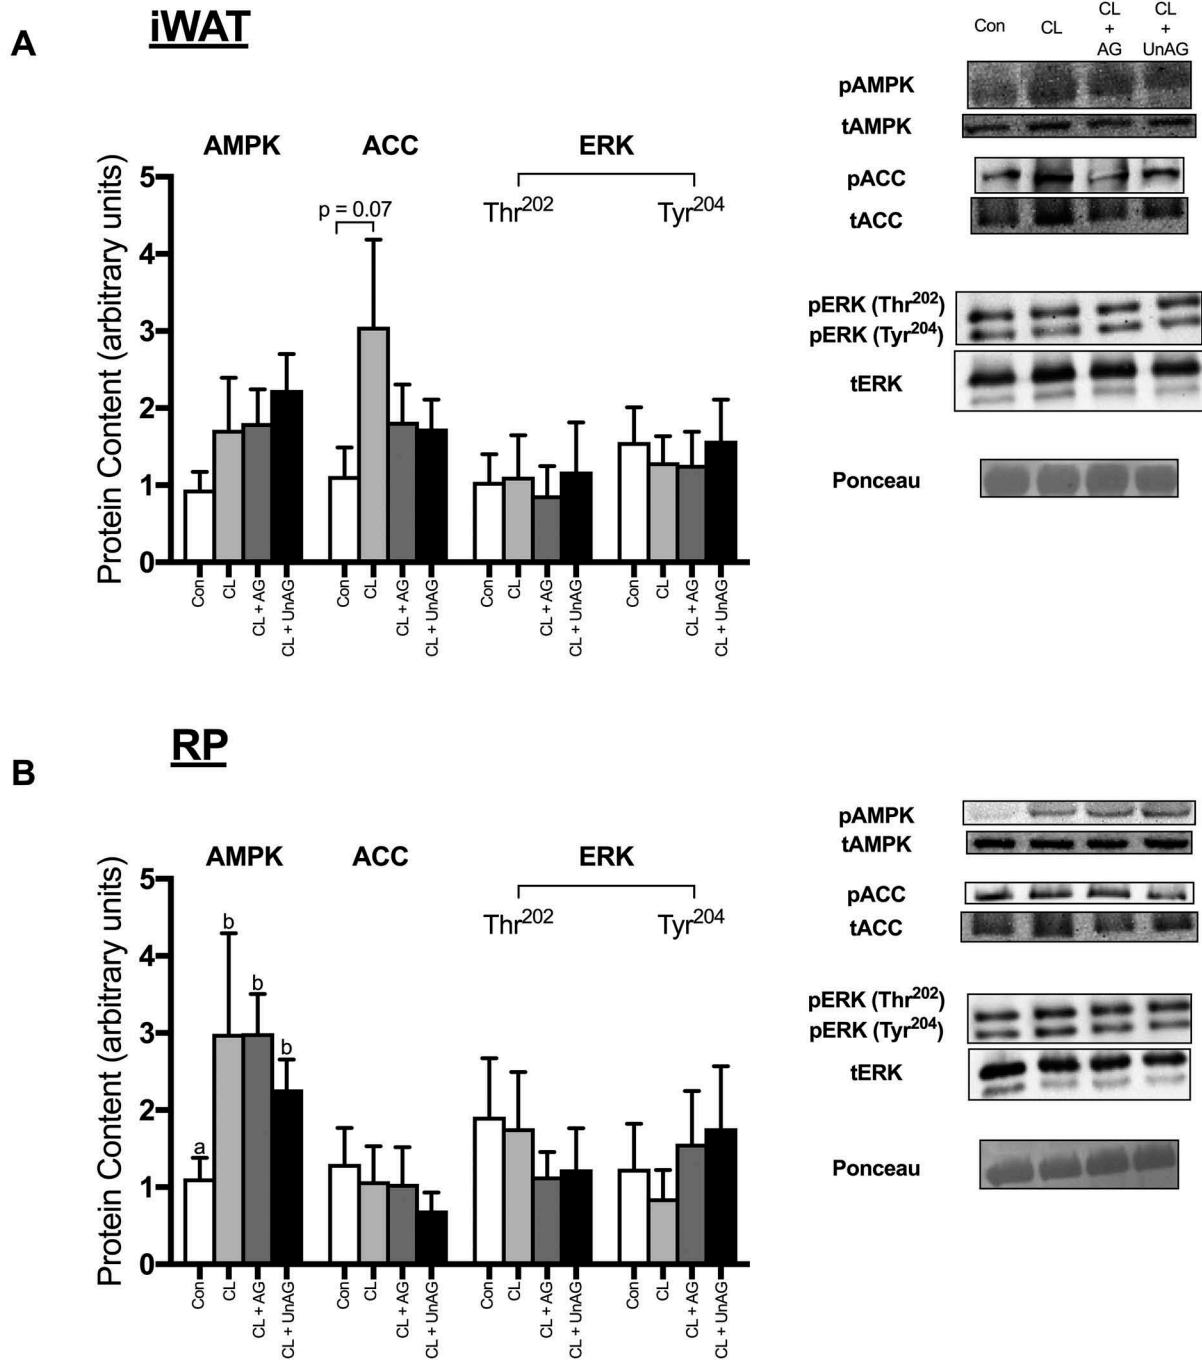 A
iWAT
AMPK ACC ERK
Thr202 Tyr204
p = 0.07
Protein Content (arbitrary units)
5
4
3
2
1
0
Con CL CL + AG CL + UnAG Con CL CL + AG CL + UnAG Con CL CL + AG CL + UnAG Con CL CL + AG CL + UnAG
Con CL CL + AG CL + UnAG
pAMPK
tAMPK
pACC
tACC
pERK (Thr202)
pERK (Tyr204)
tERK
Ponceau
B
RP
AMPK ACC ERK
Thr202 Tyr204
Protein Content (arbitrary units)
5
4
3
2
1
0
a b b b
Con CL CL + AG CL + UnAG Con CL CL + AG CL + UnAG Con CL CL + AG CL + UnAG Con CL CL + AG CL + UnAG
pAMPK
tAMPK
pACC
tACC
pERK (Thr202)
pERK (Tyr204)
tERK
Ponceau